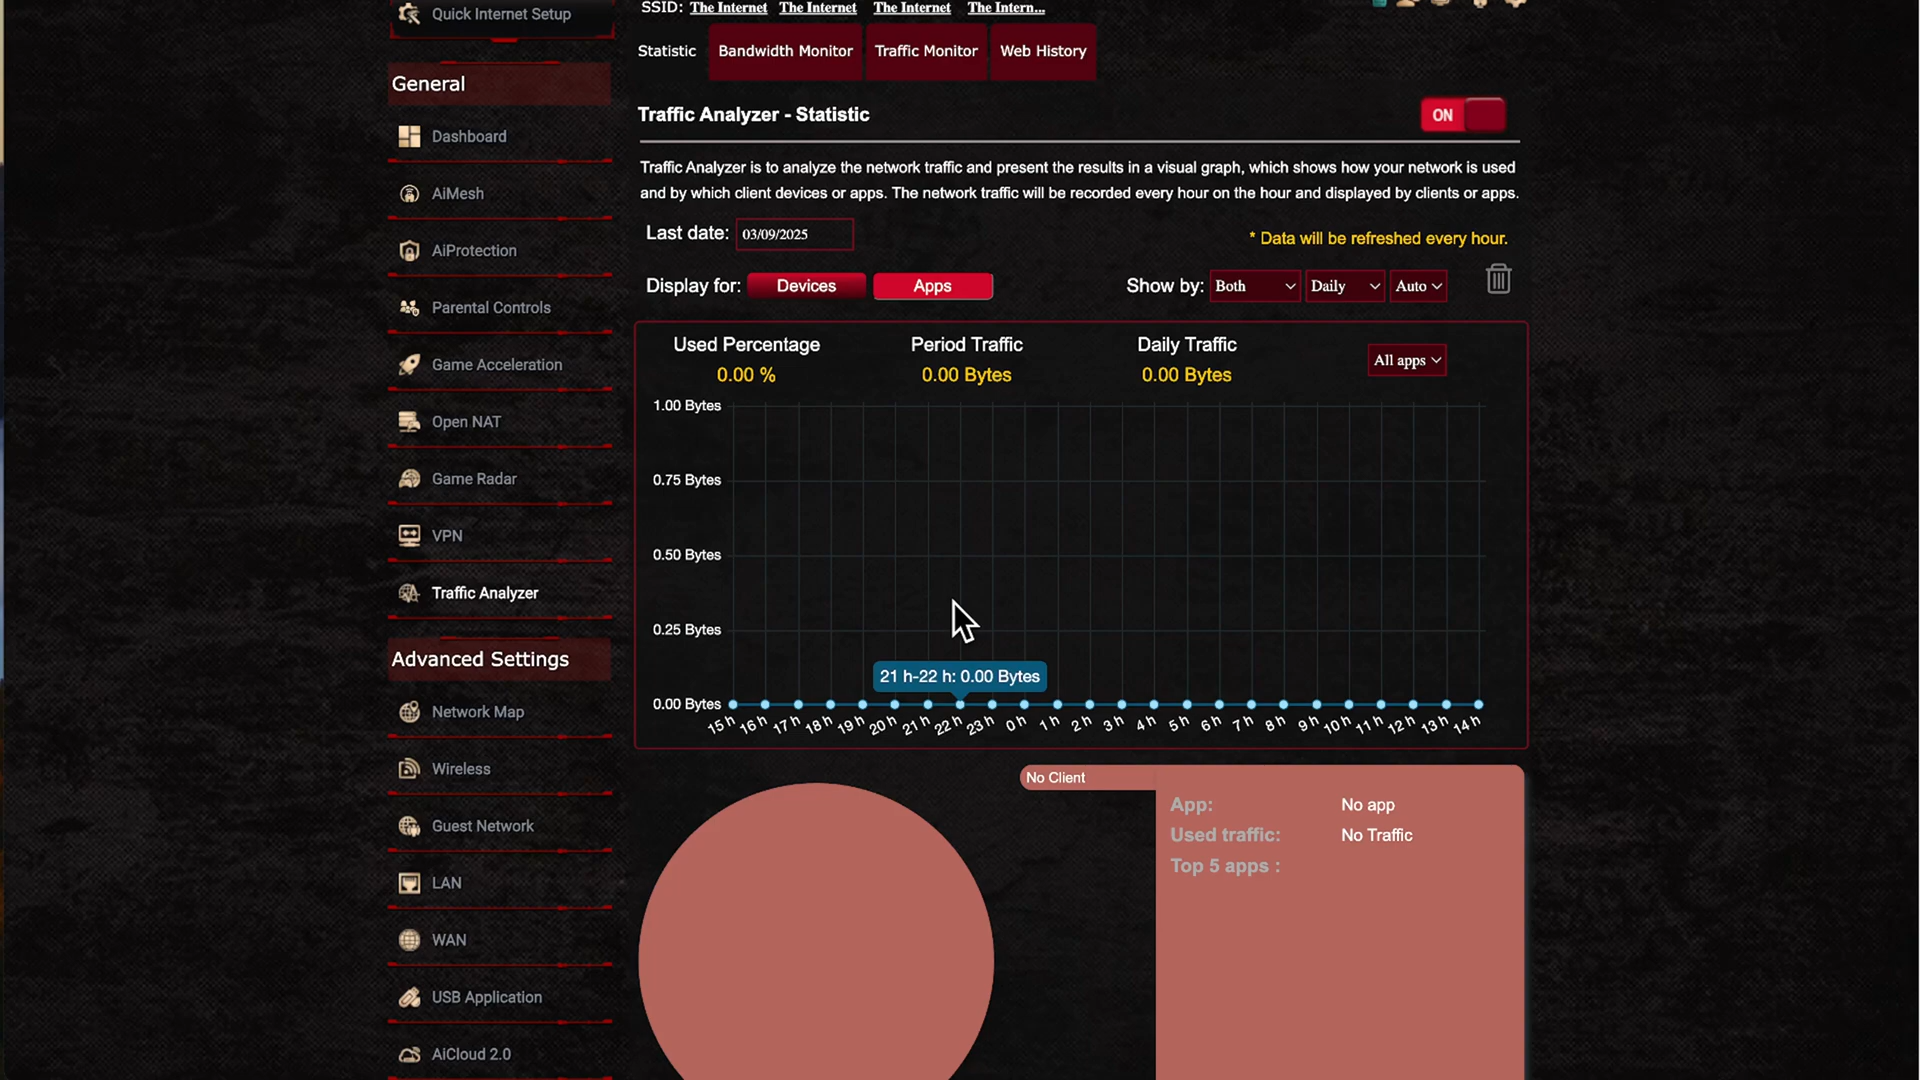 Quick Internet Setup
General
Dashboard
AiMesh
AiProtection
Parental Controls
Game Acceleration
Open NAT
Game Radar
VPN
Traffic Analyzer
Advanced Settings
Network Map
Wireless
Guest Network
LAN
WAN
USB Application
AiCloud 2.0
SSID: The Internet The Internet The Internet The Intern...
Statistic Bandwidth Monitor Traffic Monitor Web History
Traffic Analyzer - Statistic ON
Traffic Analyzer is to analyze the network traffic and present the results in a visual graph, which shows how your network is used
and by which client devices or apps. The network traffic will be recorded every hour on the hour and displayed by clients or apps.
Last date: 03/09/2025 * Data will be refreshed every hour.
Display for: Devices Apps Show by: Both Daily Auto
Used Percentage Period Traffic Daily Traffic
0.00 % 0.00 Bytes 0.00 Bytes
All apps
1.00 Bytes
0.75 Bytes
0.50 Bytes
0.25 Bytes
21 h-22 h: 0.00 Bytes
0.00 Bytes
15 h 16 h 17 h 18 h 19 h 20 h 21 h 22 h 23 h 0 h 1 h 2 h 3 h 4 h 5 h 6 h 7 h 8 h 9 h 10 h 11 h 12 h 13 h 14 h
No Client
App: No app
Used traffic: No Traffic
Top 5 apps :